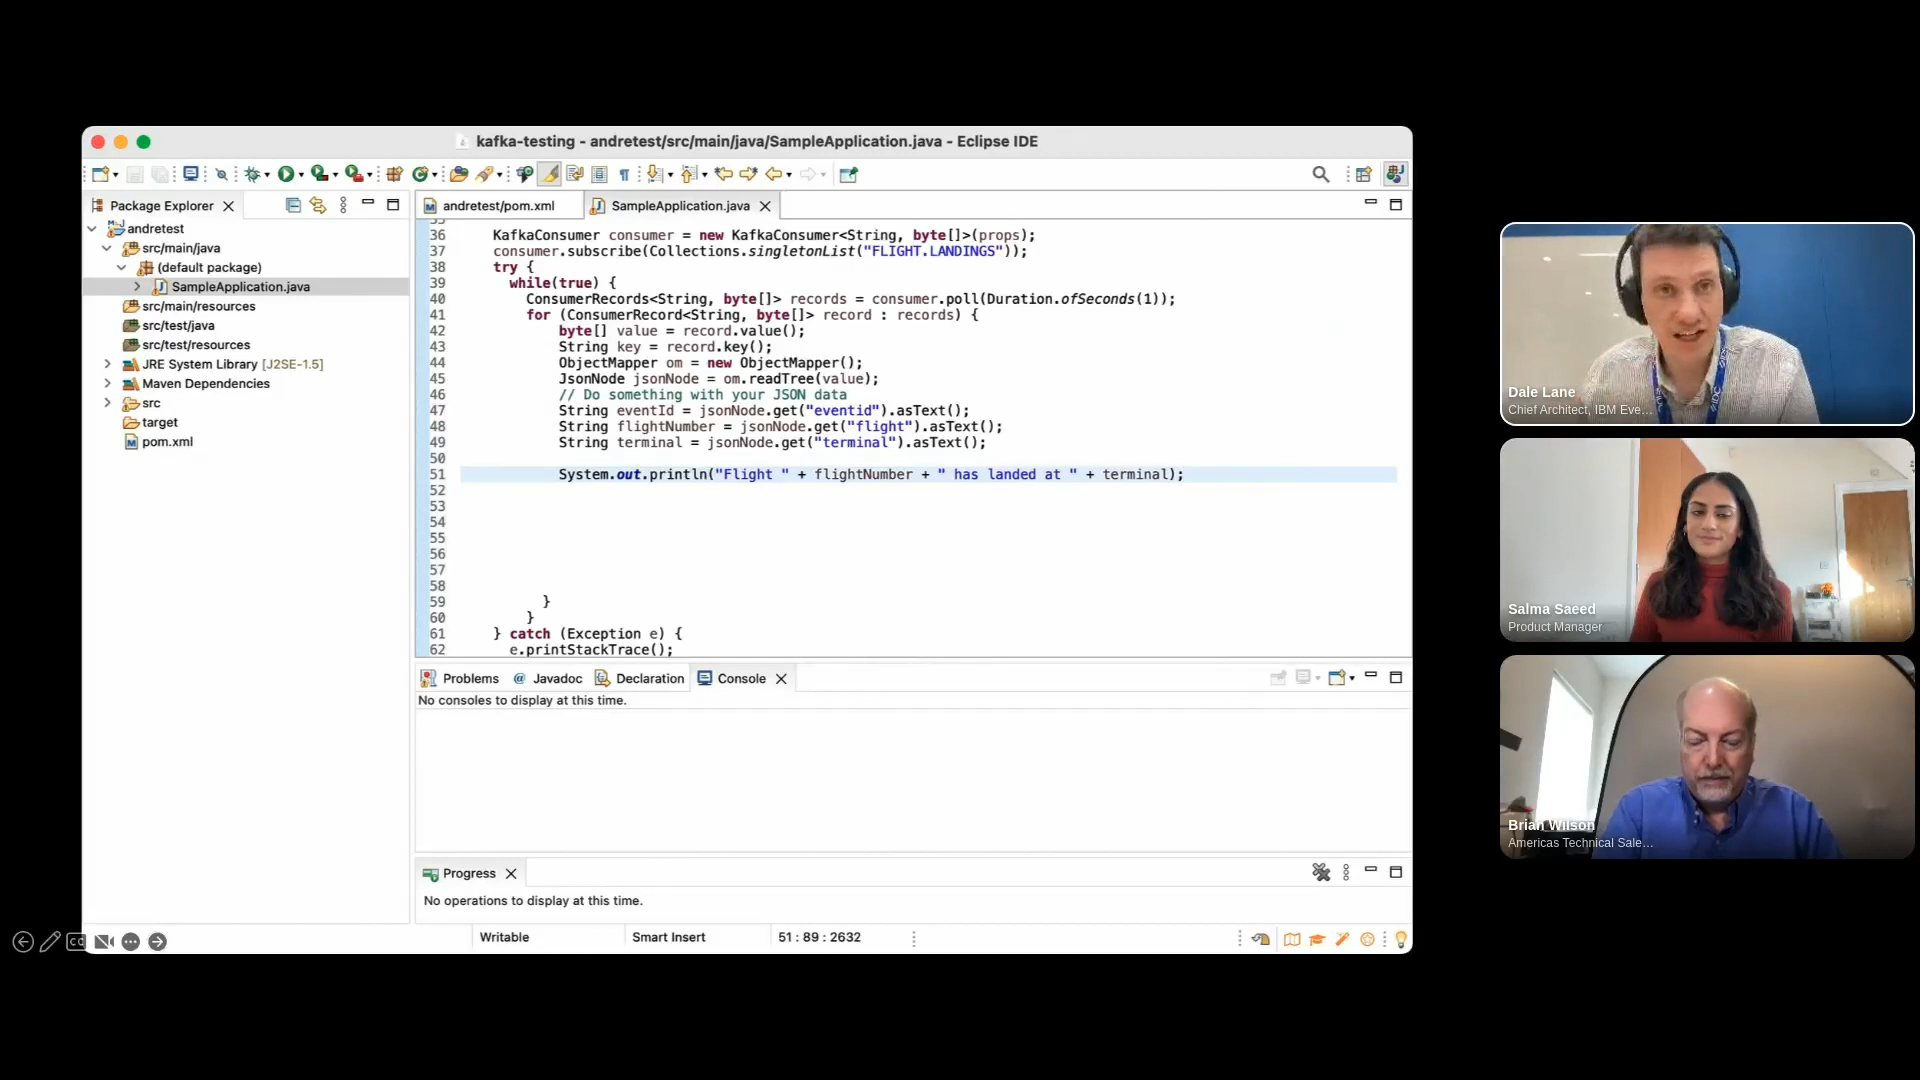 kafka-testing - andretest/src/main/java/SampleApplication.java - Eclipse IDE
Package Explorer
andretest
src/main/java
(default package)
SampleApplication.java
src/main/resources
src/test/java
src/test/resources
JRE System Library [J2SE-1.5]
Maven Dependencies
src
target
pom.xml
andretest/pom.xml
SampleApplication.java
36 KafkaConsumer consumer = new KafkaConsumer<String, byte[]>(props);
37 consumer.subscribe(Collections.singletonList("FLIGHT.LANDINGS"));
38 try {
39 while(true) {
40 ConsumerRecords<String, byte[]> records = consumer.poll(Duration.ofSeconds(1));
41 for (ConsumerRecord<String, byte[]> record : records) {
42 byte[] value = record.value();
43 String key = record.key();
44 ObjectMapper om = new ObjectMapper();
45 JsonNode jsonNode = om.readTree(value);
46 // Do something with your JSON data
47 String eventId = jsonNode.get("eventid").asText();
48 String flightNumber = jsonNode.get("flight").asText();
49 String terminal = jsonNode.get("terminal").asText();
50
51 System.out.println("Flight " + flightNumber + " has landed at " + terminal);
52
53
54
55
56
57
58
59 }
60 }
61 } catch (Exception e) {
62 e.printStackTrace();
Problems
@ Javadoc
Declaration
Console
No consoles to display at this time.
Progress
No operations to display at this time.
Writable
Smart Insert
51 : 89 : 2632
Dale Lane
Chief Architect, IBM Eve…
Salma Saeed
Product Manager
Brian Wilson
Americas Technical Sale…